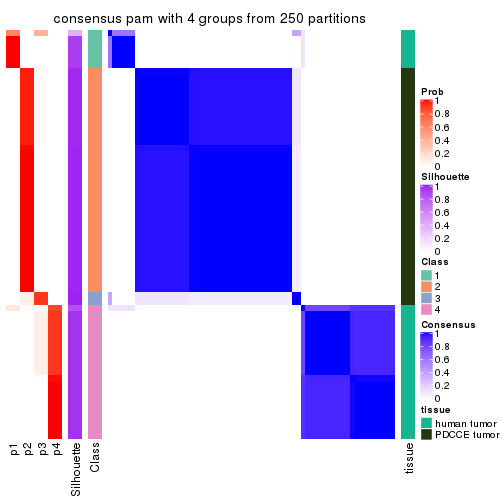 consensus pam with 4 groups from 250 partitions
Prob
1
0.8
0.6
0.4
0.2
0
Silhouette
1
0.8
0.6
0.4
0.2
0
Class
1
2
3
4
Consensus
1
0.8
0.6
0.4
0.2
0
tissue
human tumor
PDCCE tumor
p1
p2
p3
p4
Silhouette
Class
tissue